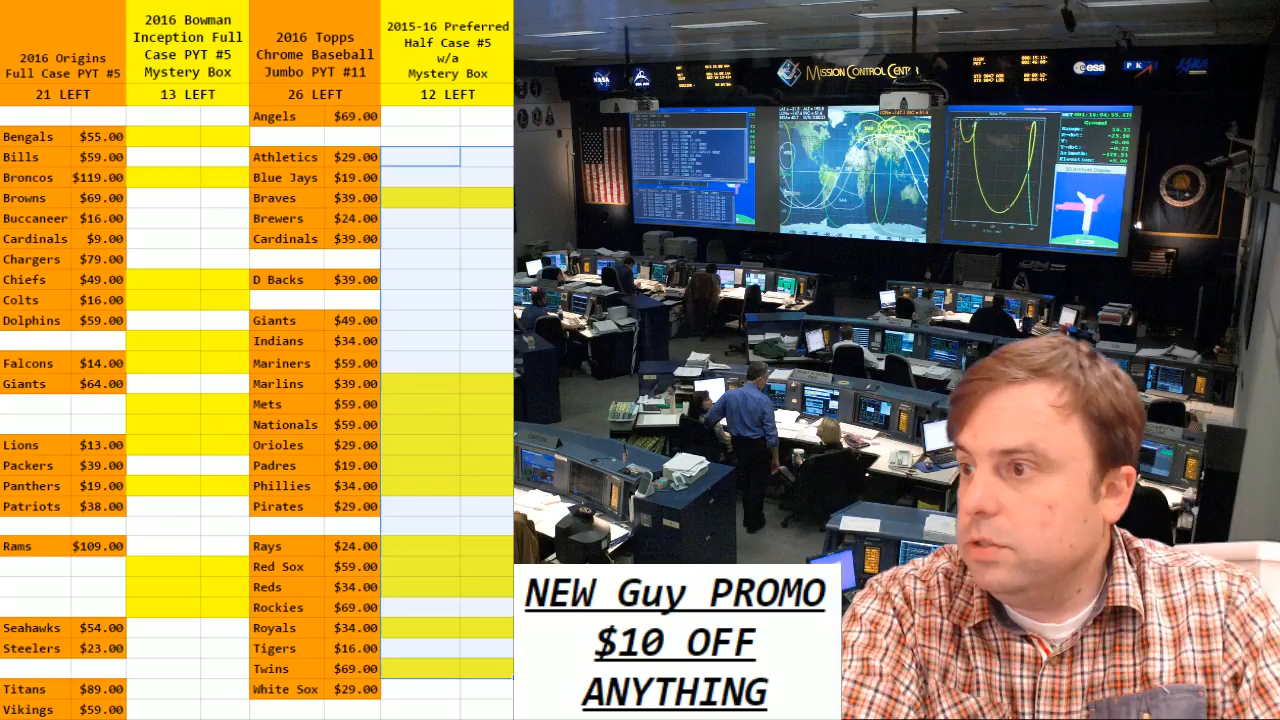 2016 Origins
Full Case PYT #5
21 LEFT
Bengals $55.00
Bills $59.00
Broncos $119.00
Browns $69.00
Buccaneer $16.00
Cardinals $9.00
Chargers $79.00
Chiefs $49.00
Colts $16.00
Dolphins $59.00
Falcons $14.00
Giants $64.00
Lions $13.00
Packers $39.00
Panthers $19.00
Patriots $38.00
Rams $109.00
Seahawks $54.00
Steelers $23.00
Titans $89.00
Vikings $59.00
2016 Bowman
Inception Full
Case PYT #5
Mystery Box
13 LEFT
2016 Topps
Chrome Baseball
Jumbo PYT #11
26 LEFT
Angels $69.00
Athletics $29.00
Blue Jays $19.00
Braves $39.00
Brewers $24.00
Cardinals $39.00
D Backs $39.00
Giants $49.00
Indians $34.00
Mariners $59.00
Marlins $39.00
Mets $59.00
Nationals $59.00
Orioles $29.00
Padres $19.00
Phillies $34.00
Pirates $29.00
Rays $24.00
Red Sox $59.00
Reds $34.00
Rockies $69.00
Royals $34.00
Tigers $16.00
Twins $69.00
White Sox $29.00
2015-16 Preferred
Half Case #5
w/a
Mystery Box
12 LEFT
NASA
MISSION CONTROL CENTER
esa
NEW Guy PROMO
$10 OFF
ANYTHING